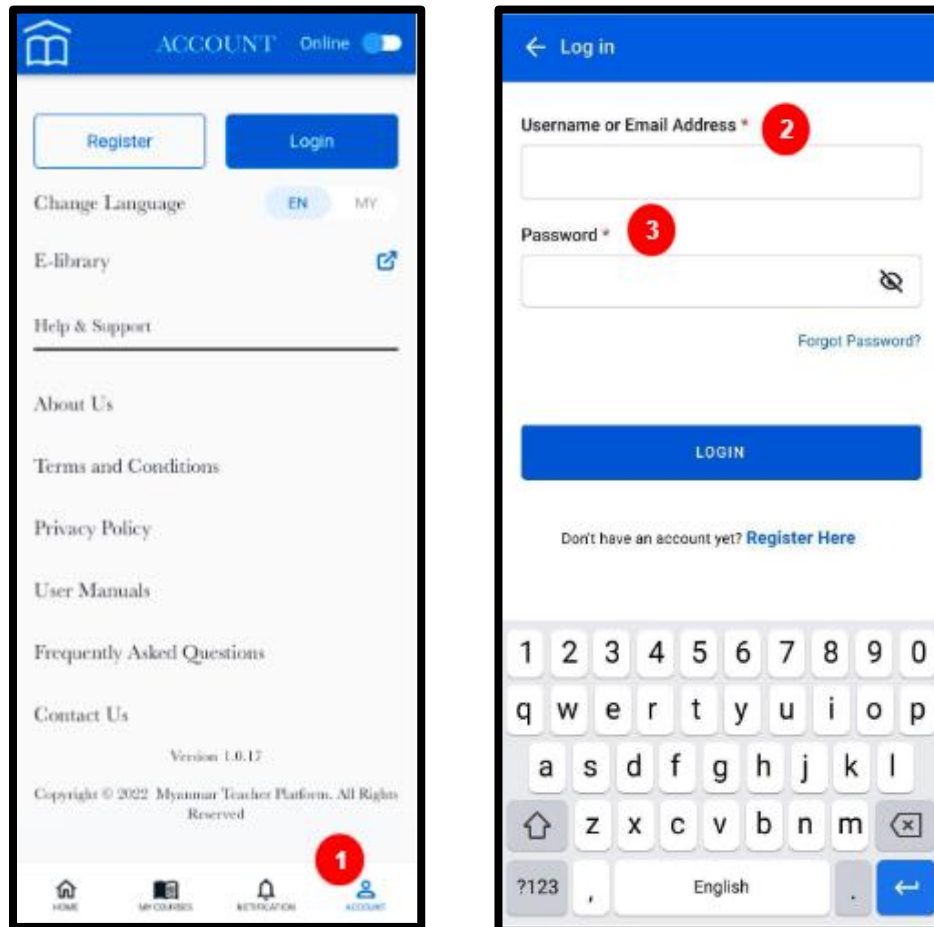 ACCOUNT Online
Register Login
Change Language EN MY
E-library
Help & Support
About Us
Terms and Conditions
Privacy Policy
User Manuals
Frequently Asked Questions
Contact Us
Version 1.0.17
Copyright © 2022 Myanmar Teacher Platform. All Rights
Reserved
1
HOME MY COURSES NOTIFICATION ACCOUNT
Log in
Username or Email Address * 2
Password * 3
Forgot Password?
LOGIN
Don't have an account yet? Register Here
1 2 3 4 5 6 7 8 9 0
q w e r t y u i o p
a s d f g h j k l
z x c v b n m
?123 , English .